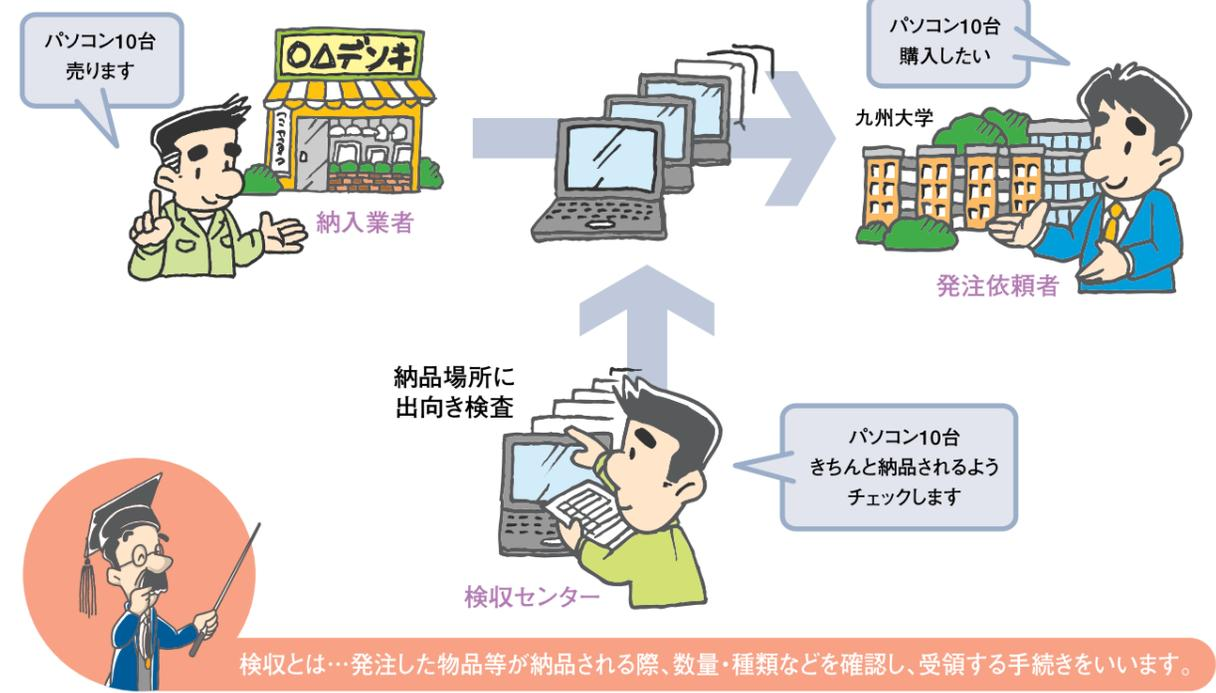 パソコン10台
売ります
〇△デンキ
納入業者
パソコン10台
購入したい
九州大学
発注依頼者
納品場所に
出向き検査
パソコン10台
きちんと納品されるよう
チェックします
検収センター
検収とは…発注した物品等が納品される際、数量・種類などを確認し、受領する手続きをいいます。